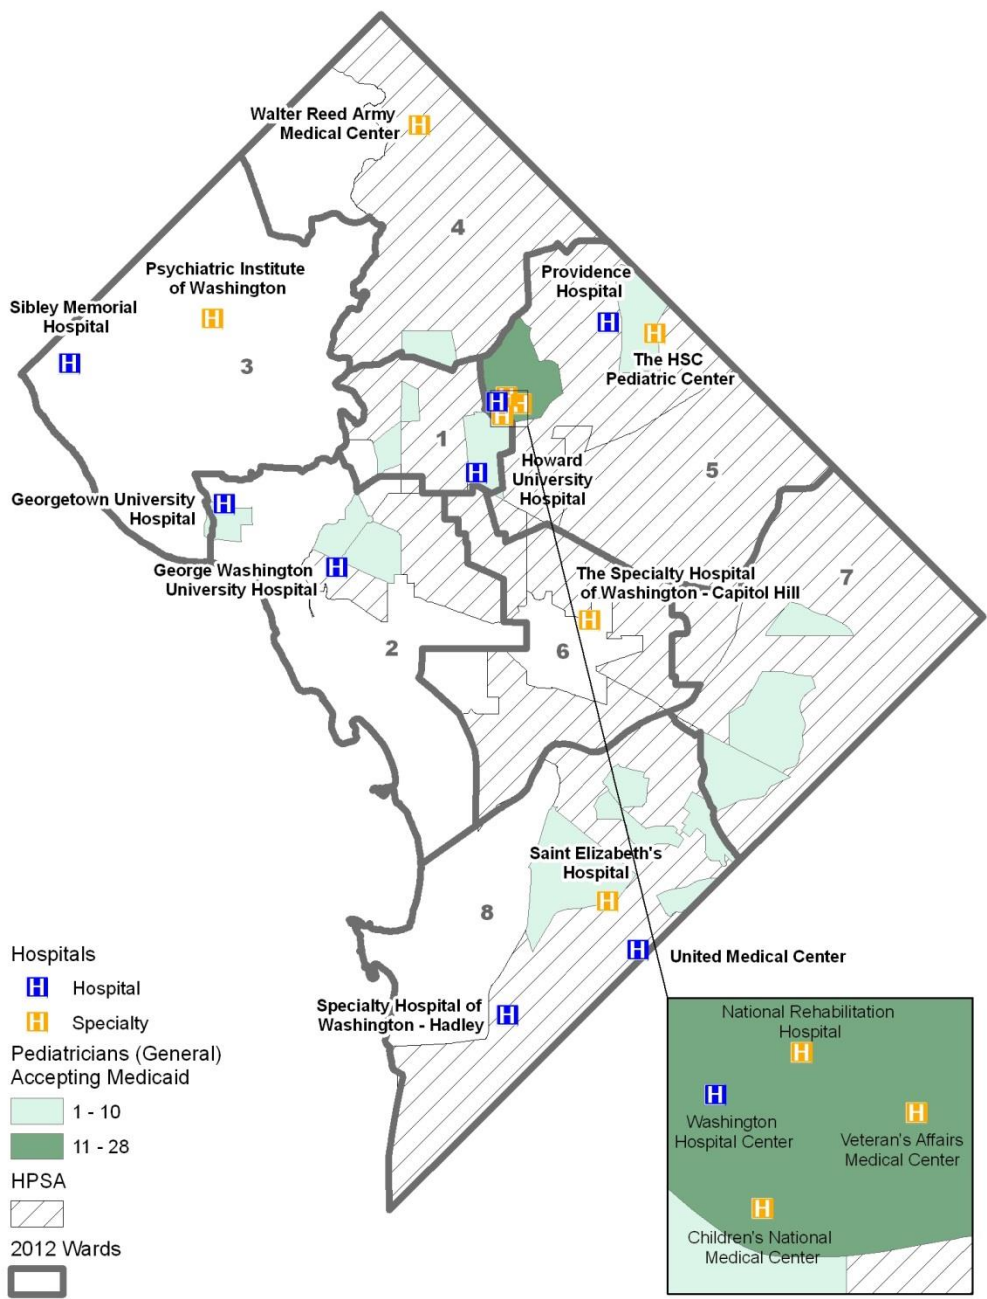 Walter Reed Army
Medical Center
4
Psychiatric Institute
of Washington
Providence
Hospital
Sibley Memorial
Hospital
3
The HSC
Pediatric Center
1
Howard
University
Hospital
5
Georgetown University
Hospital
George Washington
University Hospital
The Specialty Hospital
of Washington - Capitol Hill
7
2
6
Saint Elizabeth's
Hospital
8
United Medical Center
Specialty Hospital of
Washington - Hadley
Hospitals
H Hospital
H Specialty
Pediatricians (General)
Accepting Medicaid
1 - 10
11 - 28
HPSA
2012 Wards
National Rehabilitation
Hospital
Washington
Hospital Center
Veteran's Affairs
Medical Center
Children's National
Medical Center